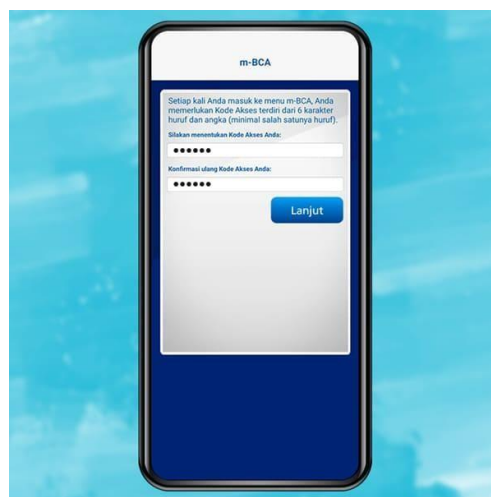 m-BCA
Setiap kali Anda masuk ke menu m-BCA, Anda
memerlukan Kode Akses terdiri dari 6 karakter
huruf dan angka (minimal salah satunya huruf).
Silakan menentukan Kode Akses Anda:
●●●●●●
Konfirmasi ulang Kode Akses Anda:
●●●●●●
Lanjut